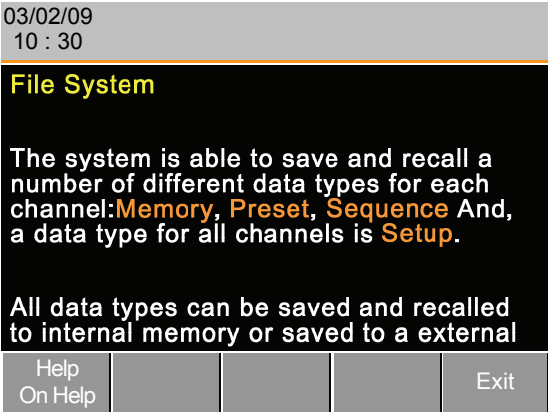 03/02/09
10 : 30
File System
The system is able to save and recall a
number of different data types for each
channel:Memory, Preset, Sequence And,
a data type for all channels is Setup.
All data types can be saved and recalled
to internal memory or saved to a external
Help
On Help
Exit